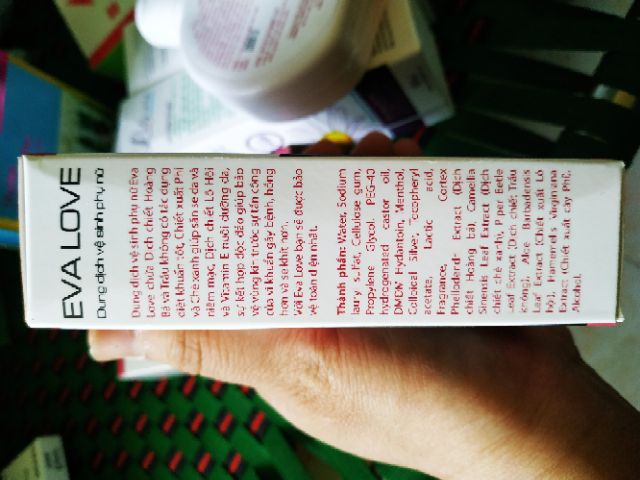 EVA LOVE
Dung dịch vệ sinh phụ nữ
Dung dịch vệ sinh phụ nữ Eva
Love chứa Dịch chiết Hoàng
Bá và Trầu không có tác dụng
diệt khuẩn tốt, Chiết xuất Phỉ
và Chè xanh giúp săn se da và
niêm mạc, Dịch chiết Lô Hội
và Vitamin E nuôi dưỡng da,
sự kết hợp độc đáo giúp bảo
vệ vùng kín trước sự tấn công
của vi khuẩn gây bệnh, hồng
hơn và se khít hơn.
Với Eva Love bạn sẽ được bảo
vệ toàn diện nhất.
Thành phần: Water, Sodium
laury sulfat, Cellulose gum,
Propylene Glycol, PEG-40
hydrogenated castor oil,
DMDM Hydantoin, Menthol,
Colloical Silver, Tocopheryl
acetate, Lactic acid,
Fragrance, Cortex
Phellodendri Extract (Dịch
chiết Hoàng Bá), Camellia
Sinensis Leaf Extract (Dịch
chiết chè xanh), Piper Betle
Leaf Extract (Dịch chiết Trầu
không), Aloe Barbadensis
Leaf Extract (Chiết xuất Lô
hội), Hamemelis virginiana
Extract (Chiết xuất cây Phỉ),
Alcohol.